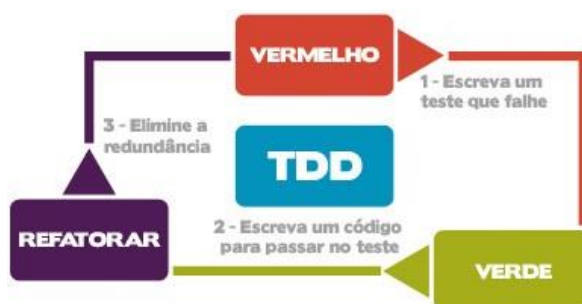 VERMELHO
1 - Escreva um
teste que falhe
3 - Elimine a
redundância
TDD
2 - Escreva um código
para passar no teste
REFATORAR
VERDE